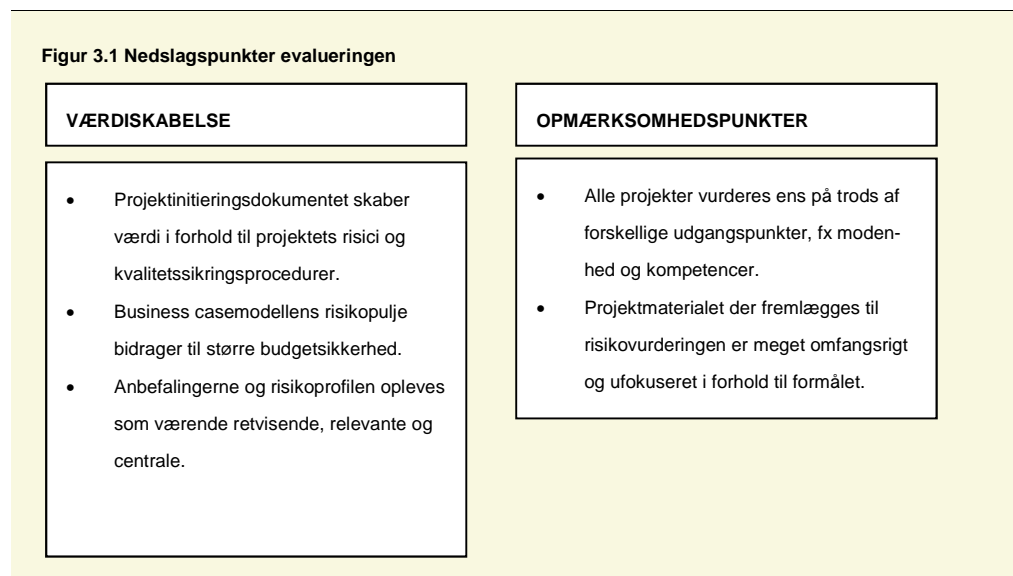 Figur 3.1 Nedslagspunkter evalueringen
VÆRDISKABELSE
• Projektinitieringsdokumentet skaber
værdi i forhold til projektets risici og
kvalitetssikringsprocedurer.
• Business casemodellens risikopulje
bidrager til større budgetsikkerhed.
• Anbefalingerne og risikoprofilen opleves
som værende retvisende, relevante og
centrale.
OPMÆRKSOMHEDSPUNKTER
• Alle projekter vurderes ens på trods af
forskellige udgangspunkter, fx moden-
hed og kompetencer.
• Projektmaterialet der fremlægges til
risikovurderingen er meget omfangsrigt
og ufokuseret i forhold til formålet.